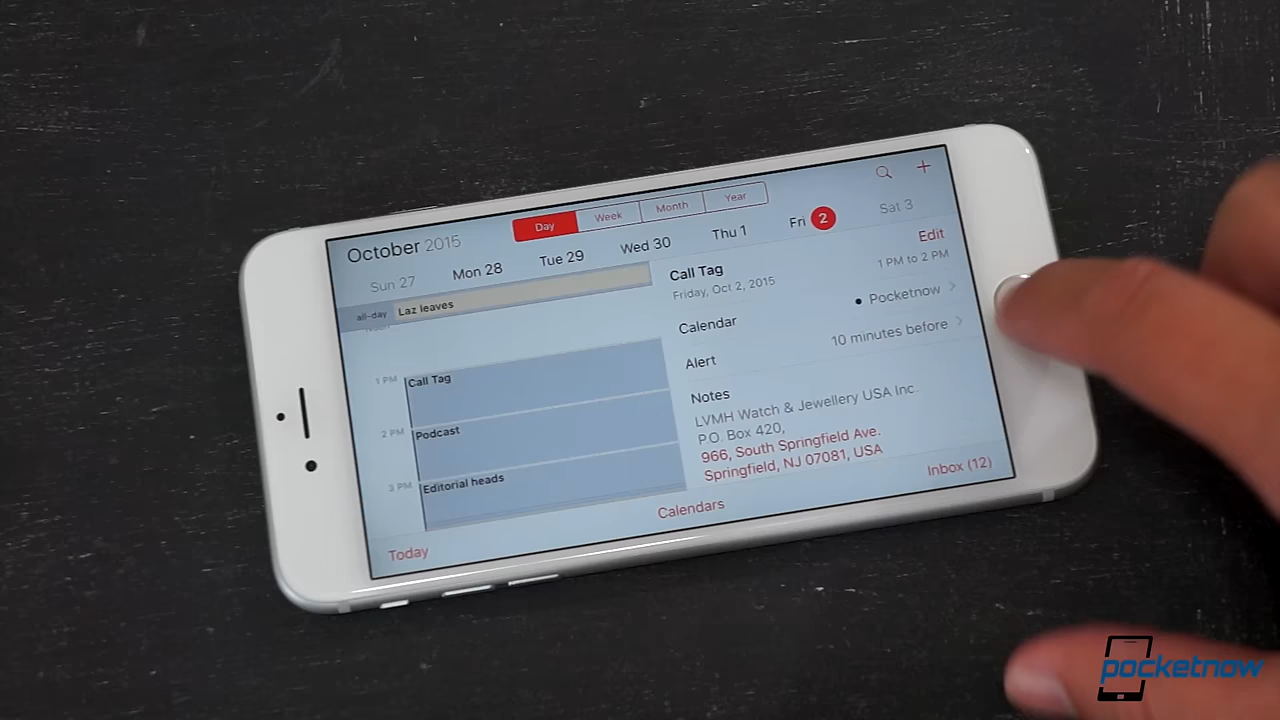 October 2015
Day Week Month Year
Sun 27 Mon 28 Tue 29 Wed 30 Thu 1 Fri 2 Sat 3
all-day Laz leaves
Noon
1 PM Call Tag
2 PM Podcast
3 PM Editorial heads
Call Tag
Edit
Friday, Oct 2, 2015
1 PM to 2 PM
Calendar
Pocketnow
Alert
10 minutes before
Notes
LVMH Watch & Jewellery USA Inc.
P.O. Box 420,
966, South Springfield Ave.
Springfield, NJ 07081, USA
Today
Calendars
Inbox (12)
pocketnow